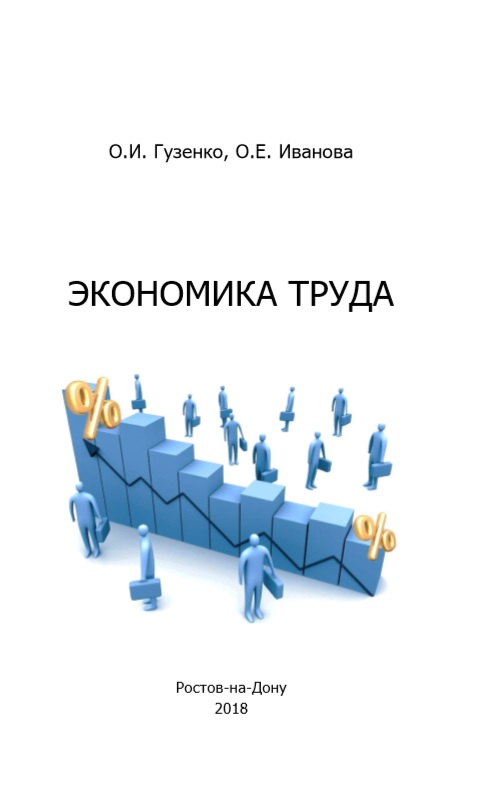 О.И. Гузенко, О.Е. Иванова
ЭКОНОМИКА ТРУДА
%
%
Ростов-на-Дону
2018